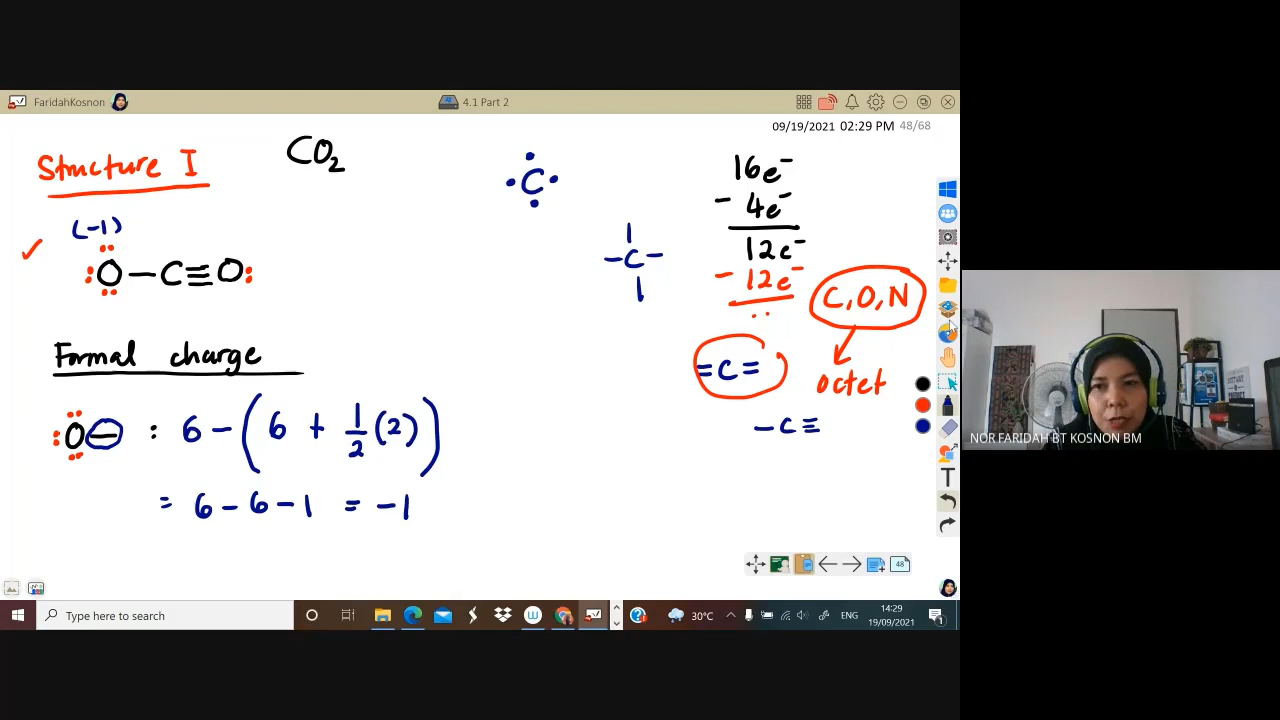 FaridahKosnon
4.1 Part 2
09/19/2021 02:29 PM 48/68
Structure I
CO2
(-1)
:O — C ≡ O:
Formal charge
:O — : 6 - ( 6 + 1/2 (2) )
= 6 - 6 - 1 = -1
C
- C -
16e⁻
- 4e⁻
12e⁻
- 12e⁻
C, O, N
octet
= C =
- C ≡
NOR FARIDAH BT KOSNON BM
T
48
Type here to search
30°C
ENG
14:29
19/09/2021
1